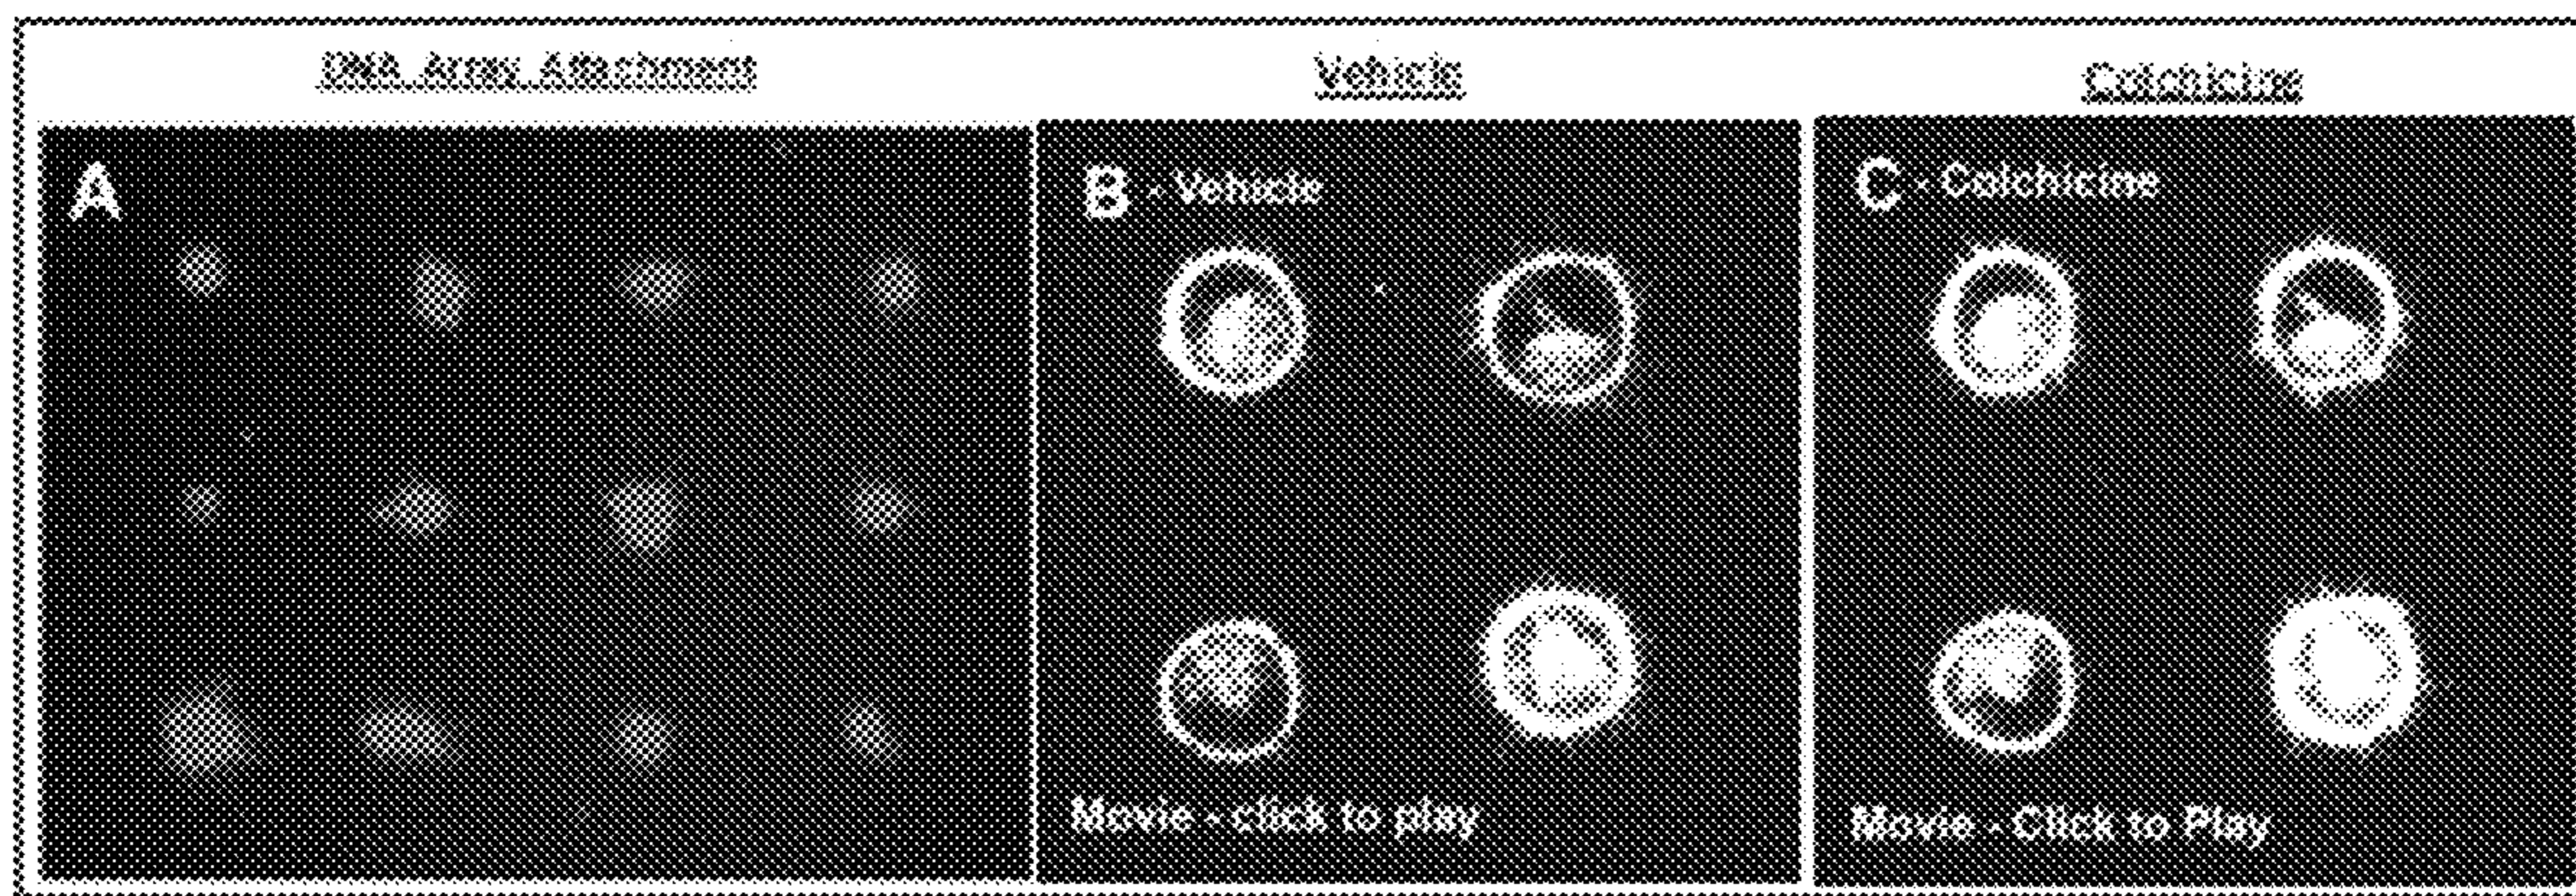 DNA Array Attachment
Vehicle
Colchicine
A
B - Vehicle
C - Colchicine
Movie - click to play
Movie - Click to Play